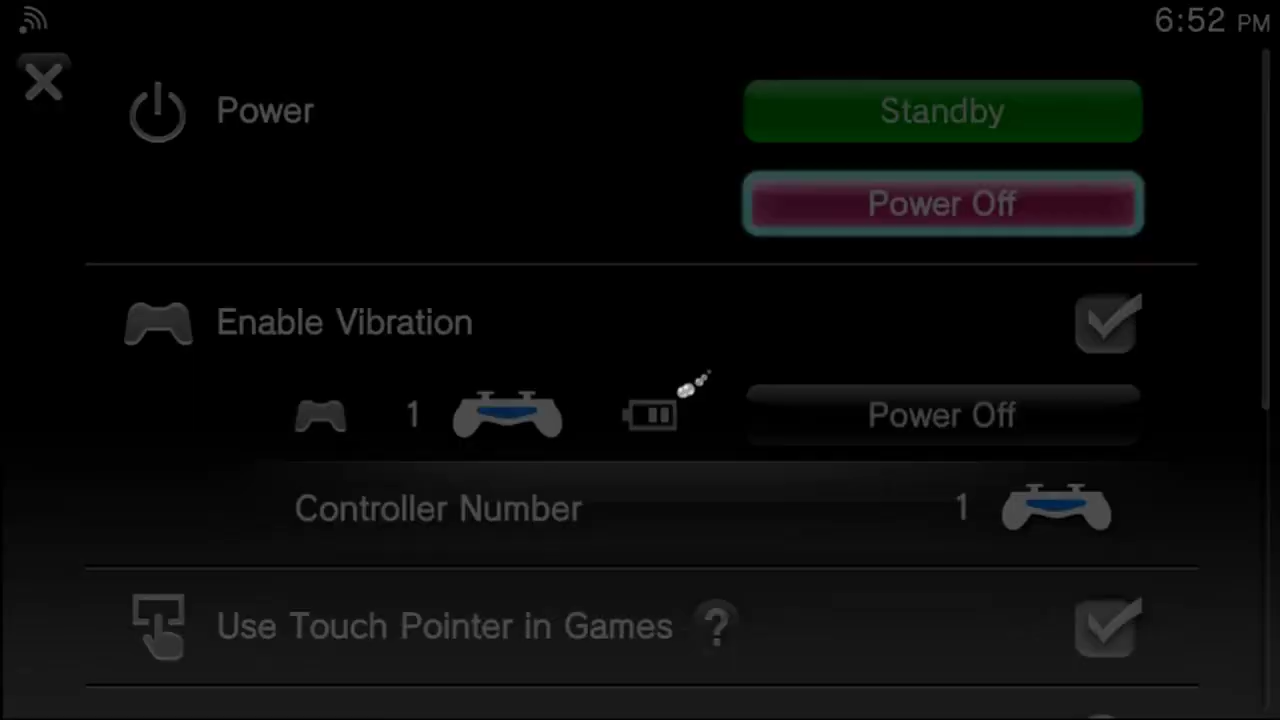 6:52 PM
Power
Standby
Power Off
Enable Vibration
1
Power Off
Controller Number
1
Use Touch Pointer in Games
?